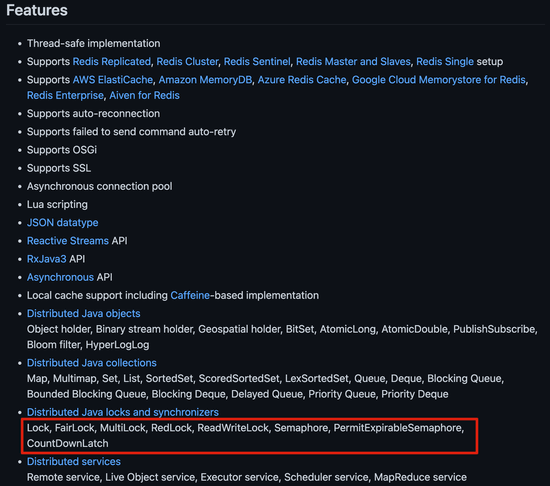 Features
Thread-safe implementation
Supports Redis Replicated, Redis Cluster, Redis Sentinel, Redis Master and Slaves, Redis Single setup
Supports AWS ElastiCache, Amazon MemoryDB, Azure Redis Cache, Google Cloud Memorystore for Redis,
Redis Enterprise, Aiven for Redis
Supports auto-reconnection
Supports failed to send command auto-retry
Supports OSGi
Supports SSL
Asynchronous connection pool
Lua scripting
JSON datatype
Reactive Streams API
RxJava3 API
Asynchronous API
Local cache support including Caffeine-based implementation
Distributed Java objects
Object holder, Binary stream holder, Geospatial holder, BitSet, AtomicLong, AtomicDouble, PublishSubscribe,
Bloom filter, HyperLogLog
Distributed Java collections
Map, Multimap, Set, List, SortedSet, ScoredSortedSet, LexSortedSet, Queue, Deque, Blocking Queue,
Bounded Blocking Queue, Blocking Deque, Delayed Queue, Priority Queue, Priority Deque
Distributed Java locks and synchronizers
Lock, FairLock, MultiLock, RedLock, ReadWriteLock, Semaphore, PermitExpirableSemaphore,
CountDownLatch
Distributed services
Remote service, Live Object service, Executor service, Scheduler service, MapReduce service